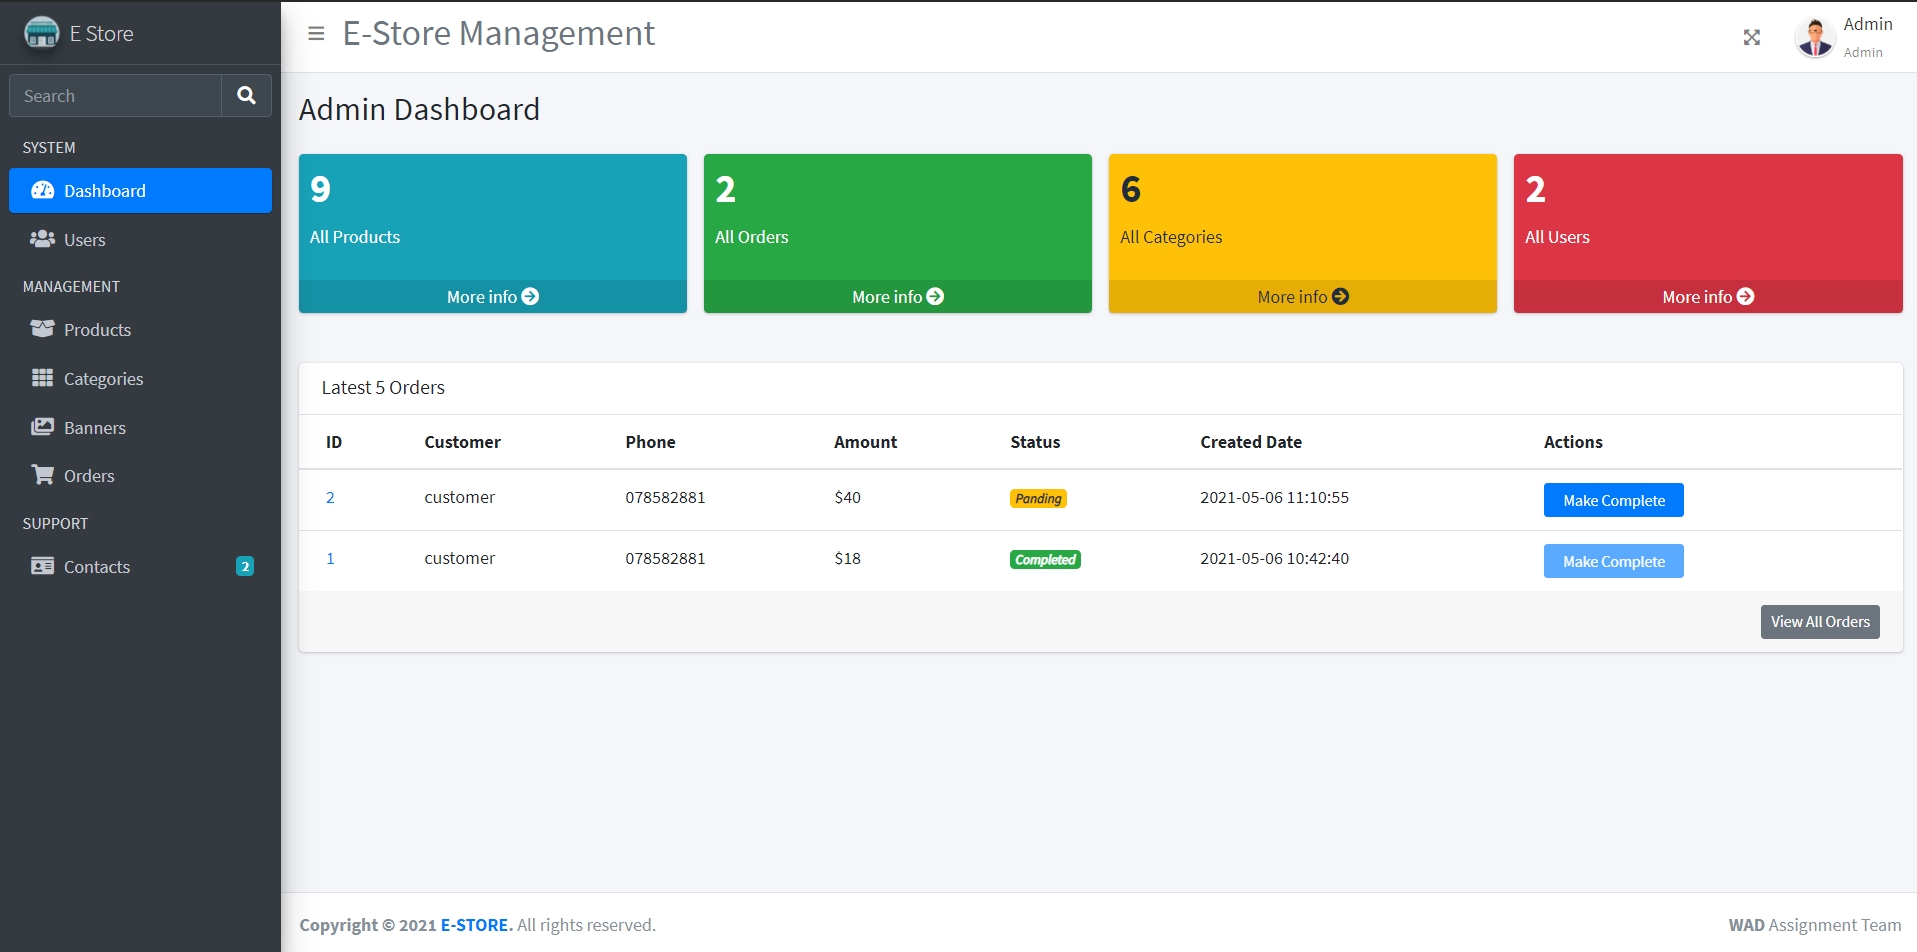 E Store
Search
SYSTEM
Dashboard
Users
MANAGEMENT
Products
Categories
Banners
Orders
SUPPORT
Contacts 2
E-Store Management
Admin
Admin
Admin Dashboard
9
All Products
More info
2
All Orders
More info
6
All Categories
More info
2
All Users
More info
Latest 5 Orders
ID Customer Phone Amount Status Created Date Actions
2 customer 078582881 $40 Panding 2021-05-06 11:10:55 Make Complete
1 customer 078582881 $18 Completed 2021-05-06 10:42:40 Make Complete
View All Orders
Copyright © 2021 E-STORE. All rights reserved.
WAD Assignment Team